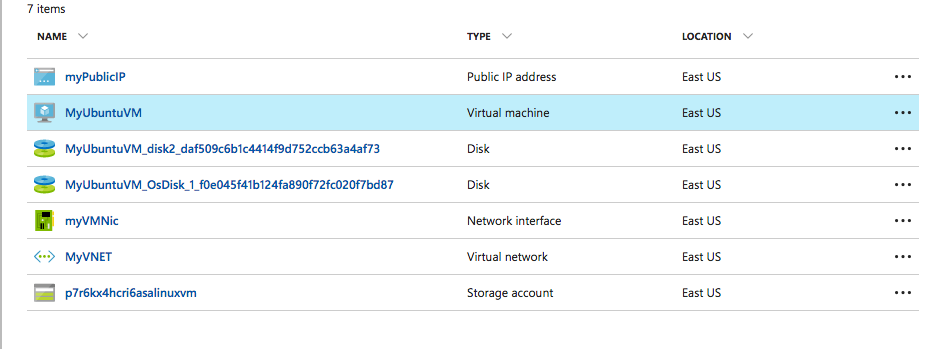 7 items
NAME TYPE LOCATION
myPublicIP Public IP address East US ...
MyUbuntuVM Virtual machine East US ...
MyUbuntuVM_disk2_daf509c6b1c4414f9d752ccb63a4af73 Disk East US ...
MyUbuntuVM_OsDisk_1_f0e045f41b124fa890f72fc020f7bd87 Disk East US ...
myVMNic Network interface East US ...
MyVNET Virtual network East US ...
p7r6kx4hcri6asalinuxvm Storage account East US ...